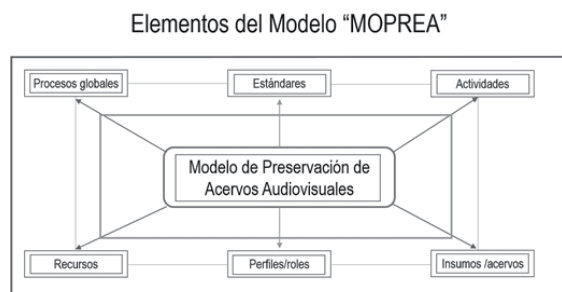 Elementos del Modelo “MOPREA”
Procesos globales
Estándares
Actividades
Modelo de Preservación de
Acervos Audiovisuales
Recursos
Perfiles/roles
Insumos /acervos